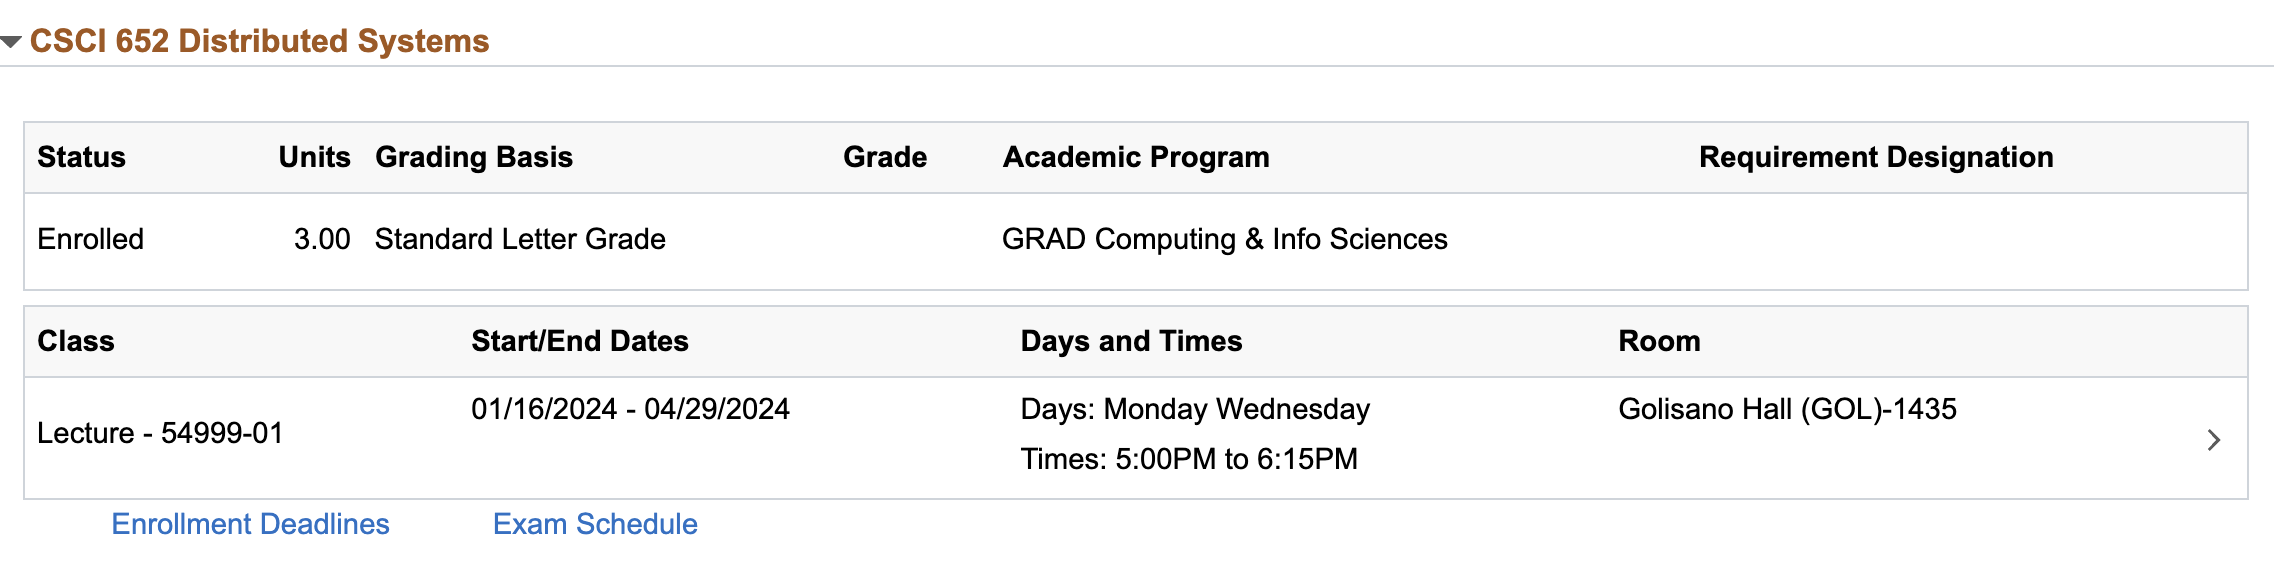 CSCI 652 Distributed Systems
Status Units Grading Basis Grade Academic Program Requirement Designation
Enrolled 3.00 Standard Letter Grade GRAD Computing & Info Sciences
Class Start/End Dates Days and Times Room
Lecture - 54999-01 01/16/2024 - 04/29/2024 Days: Monday Wednesday Golisano Hall (GOL)-1435
Times: 5:00PM to 6:15PM
Enrollment Deadlines Exam Schedule